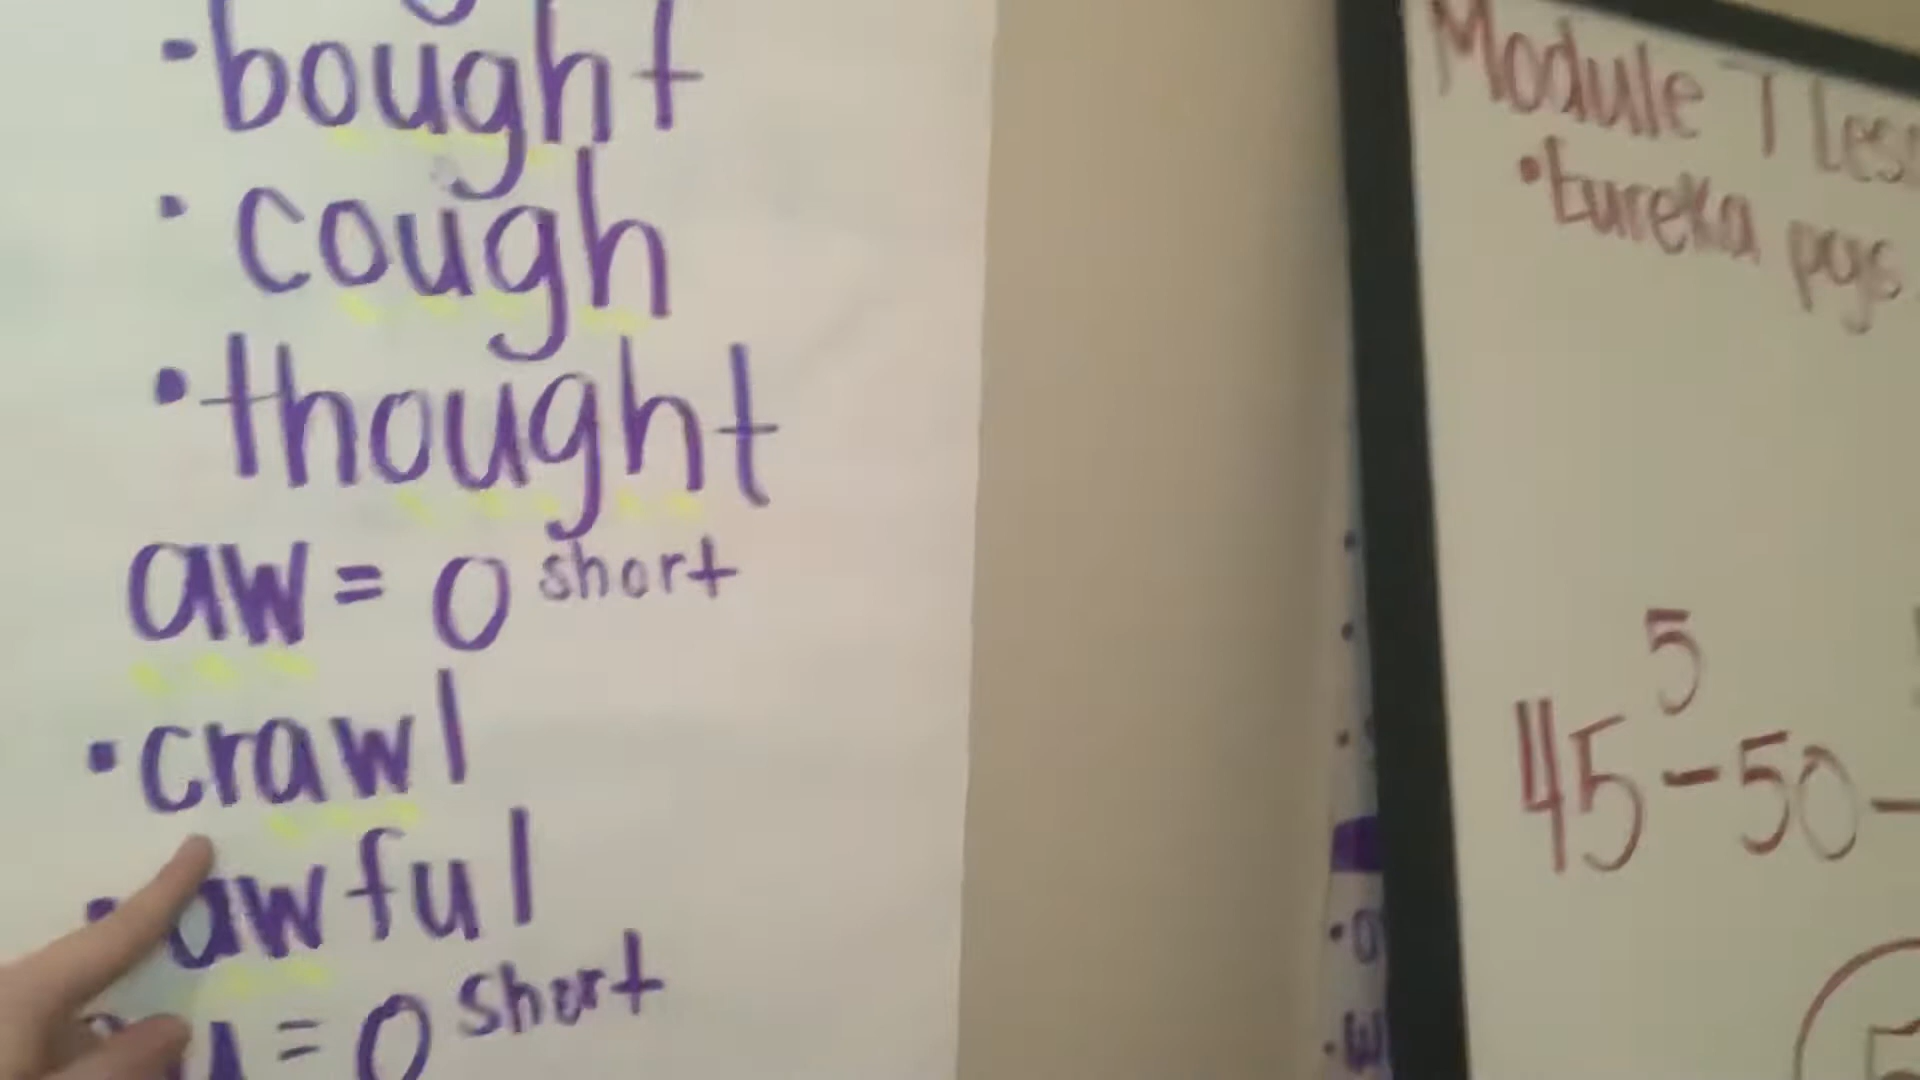 •bought
•cough
•thought
aw = o short
•crawl
•awful
= o short
Module 1
•Eureka pgs.
5
45-50-